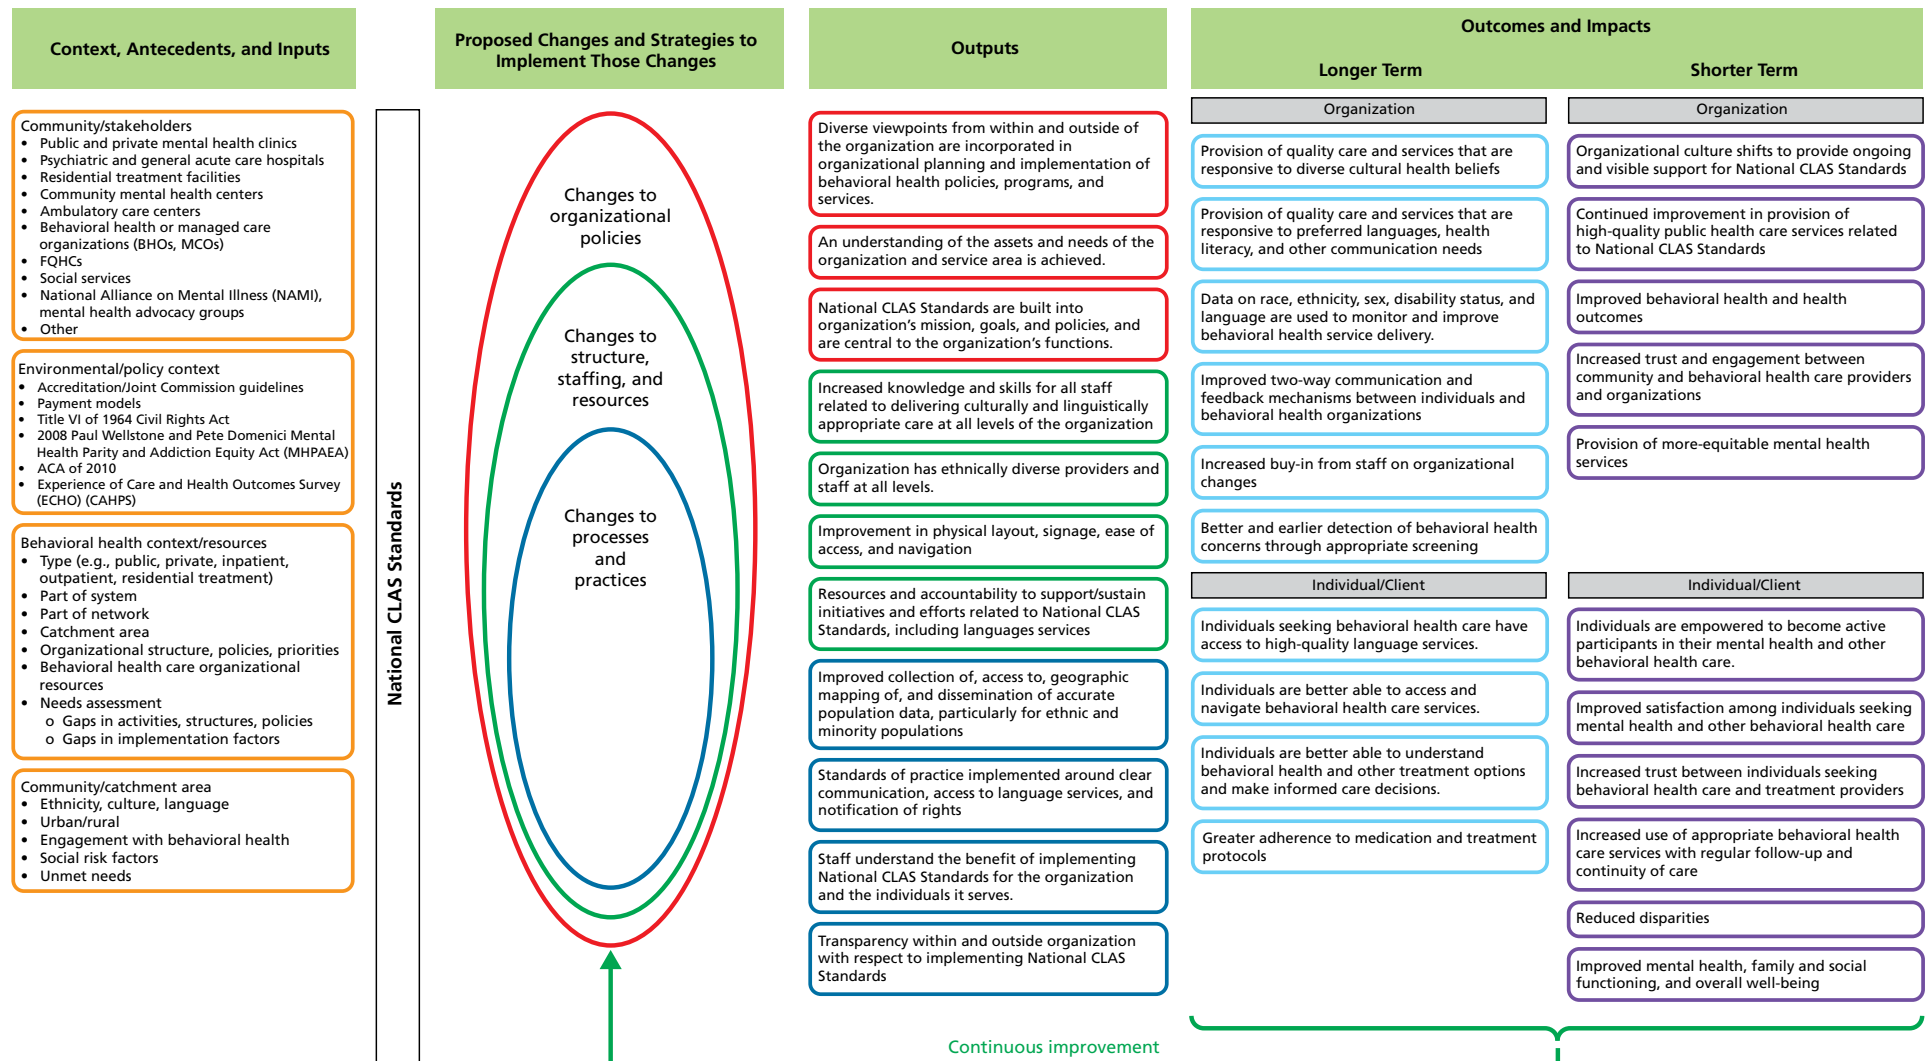 Context, Antecedents, and Inputs
Proposed Changes and Strategies to
Implement Those Changes
Outputs
Outcomes and Impacts
Longer Term
Shorter Term
Community/stakeholders
• Public and private mental health clinics
• Psychiatric and general acute care hospitals
• Residential treatment facilities
• Community mental health centers
• Ambulatory care centers
• Behavioral health or managed care
organizations (BHOs, MCOs)
• FQHCs
• Social services
• National Alliance on Mental Illness (NAMI),
mental health advocacy groups
• Other
Environmental/policy context
• Accreditation/Joint Commission guidelines
• Payment models
• Title VI of 1964 Civil Rights Act
• 2008 Paul Wellstone and Pete Domenici Mental
Health Parity and Addiction Equity Act (MHPAEA)
• ACA of 2010
• Experience of Care and Health Outcomes Survey
(ECHO) (CAHPS)
Behavioral health context/resources
• Type (e.g., public, private, inpatient,
outpatient, residential treatment)
• Part of system
• Part of network
• Catchment area
• Organizational structure, policies, priorities
• Behavioral health care organizational
resources
• Needs assessment
o Gaps in activities, structures, policies
o Gaps in implementation factors
Community/catchment area
• Ethnicity, culture, language
• Urban/rural
• Engagement with behavioral health
• Social risk factors
• Unmet needs
National CLAS Standards
Changes to
organizational
policies
Changes to
structure,
staffing, and
resources
Changes to
processes
and
practices
Diverse viewpoints from within and outside of
the organization are incorporated in
organizational planning and implementation of
behavioral health policies, programs, and
services.
An understanding of the assets and needs of the
organization and service area is achieved.
National CLAS Standards are built into
organization's mission, goals, and policies, and
are central to the organization's functions.
Increased knowledge and skills for all staff
related to delivering culturally and linguistically
appropriate care at all levels of the organization
Organization has ethnically diverse providers and
staff at all levels.
Improvement in physical layout, signage, ease of
access, and navigation
Resources and accountability to support/sustain
initiatives and efforts related to National CLAS
Standards, including languages services
Improved collection of, access to, geographic
mapping of, and dissemination of accurate
population data, particularly for ethnic and
minority populations
Standards of practice implemented around clear
communication, access to language services, and
notification of rights
Staff understand the benefit of implementing
National CLAS Standards for the organization
and the individuals it serves.
Transparency within and outside organization
with respect to implementing National CLAS
Standards
Organization
Provision of quality care and services that are
responsive to diverse cultural health beliefs
Provision of quality care and services that are
responsive to preferred languages, health
literacy, and other communication needs
Data on race, ethnicity, sex, disability status, and
language are used to monitor and improve
behavioral health service delivery.
Improved two-way communication and
feedback mechanisms between individuals and
behavioral health organizations
Increased buy-in from staff on organizational
changes
Better and earlier detection of behavioral health
concerns through appropriate screening
Individual/Client
Individuals seeking behavioral health care have
access to high-quality language services.
Individuals are better able to access and
navigate behavioral health care services.
Individuals are better able to understand
behavioral health and other treatment options
and make informed care decisions.
Greater adherence to medication and treatment
protocols
Organization
Organizational culture shifts to provide ongoing
and visible support for National CLAS Standards
Continued improvement in provision of
high-quality public health care services related
to National CLAS Standards
Improved behavioral health and health
outcomes
Increased trust and engagement between
community and behavioral health care providers
and organizations
Provision of more-equitable mental health
services
Individual/Client
Individuals are empowered to become active
participants in their mental health and other
behavioral health care.
Improved satisfaction among individuals seeking
mental health and other behavioral health care
Increased trust between individuals seeking
behavioral health care and treatment providers
Increased use of appropriate behavioral health
care services with regular follow-up and
continuity of care
Reduced disparities
Improved mental health, family and social
functioning, and overall well-being
Continuous improvement